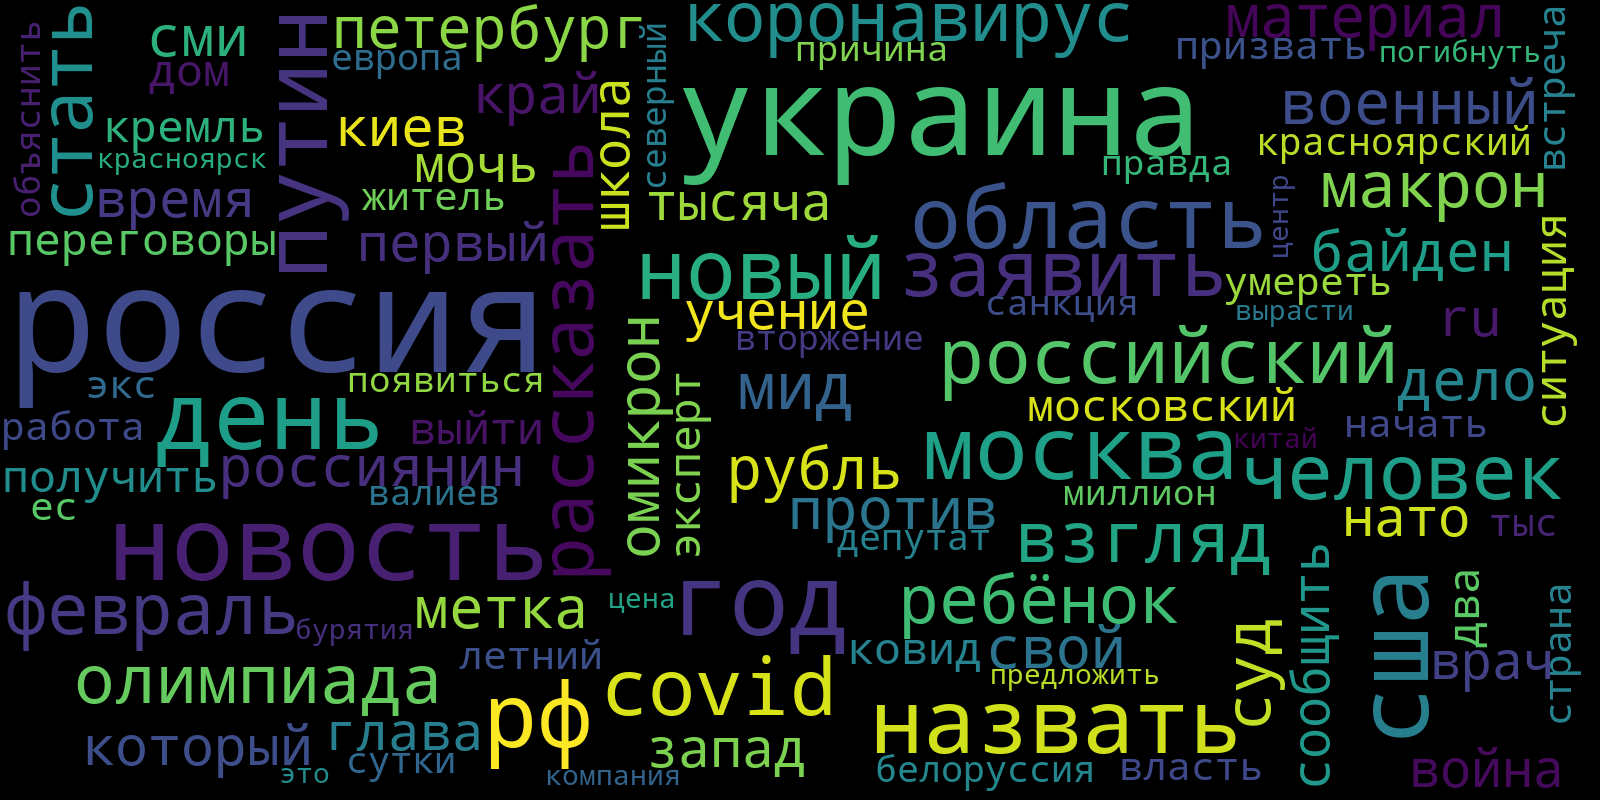 объяснить
стать
сми
дом
кремль
красноярск
время
переговоры
путин
петербург
европа
край
киев
мочь
житель
первый
рассказать
школа
северный
коронавирус
причина
материал
призвать
погибнуть
встреча
украина
военный
красноярский
правда
тысяча
область
центр
макрон
байден
ситуация
новый
заявить
умереть
санкция
вырасти
учение
вторжение
ru
россия
экс
появиться
омикрон
эксперт
мид
российский
дело
московский
начать
работа
день
выйти
москва
китай
человек
получить
россиянин
валиев
ес
рубль
против
депутат
миллион
нато
тыс
новость
взгляд
февраль
бурятия
метка
цена
год
ребёнок
ковид
свой
предложить
суд
сообщить
сша
два
врач
страна
летний
олимпиада
рф
covid
назвать
который
глава
сутки
это
компания
запад
белоруссия
власть
война